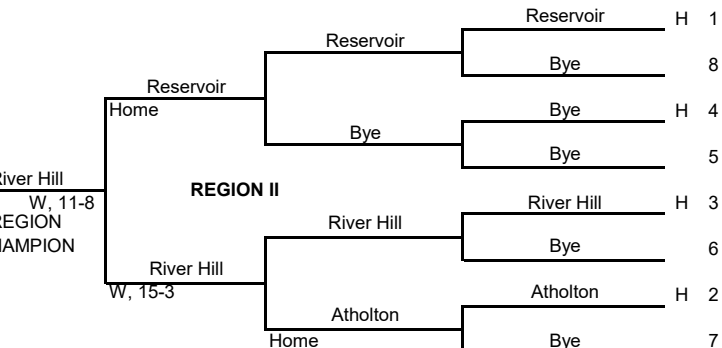 Reservoir H 1
Reservoir
Bye 8
Reservoir
Home
Bye H 4
Bye
Bye 5
River Hill
W, 11-8
REGION II
River Hill H 3
REGION
River Hill
HAMPION
Bye 6
River Hill
W, 15-3
Atholton H 2
Atholton
Home
Bye 7